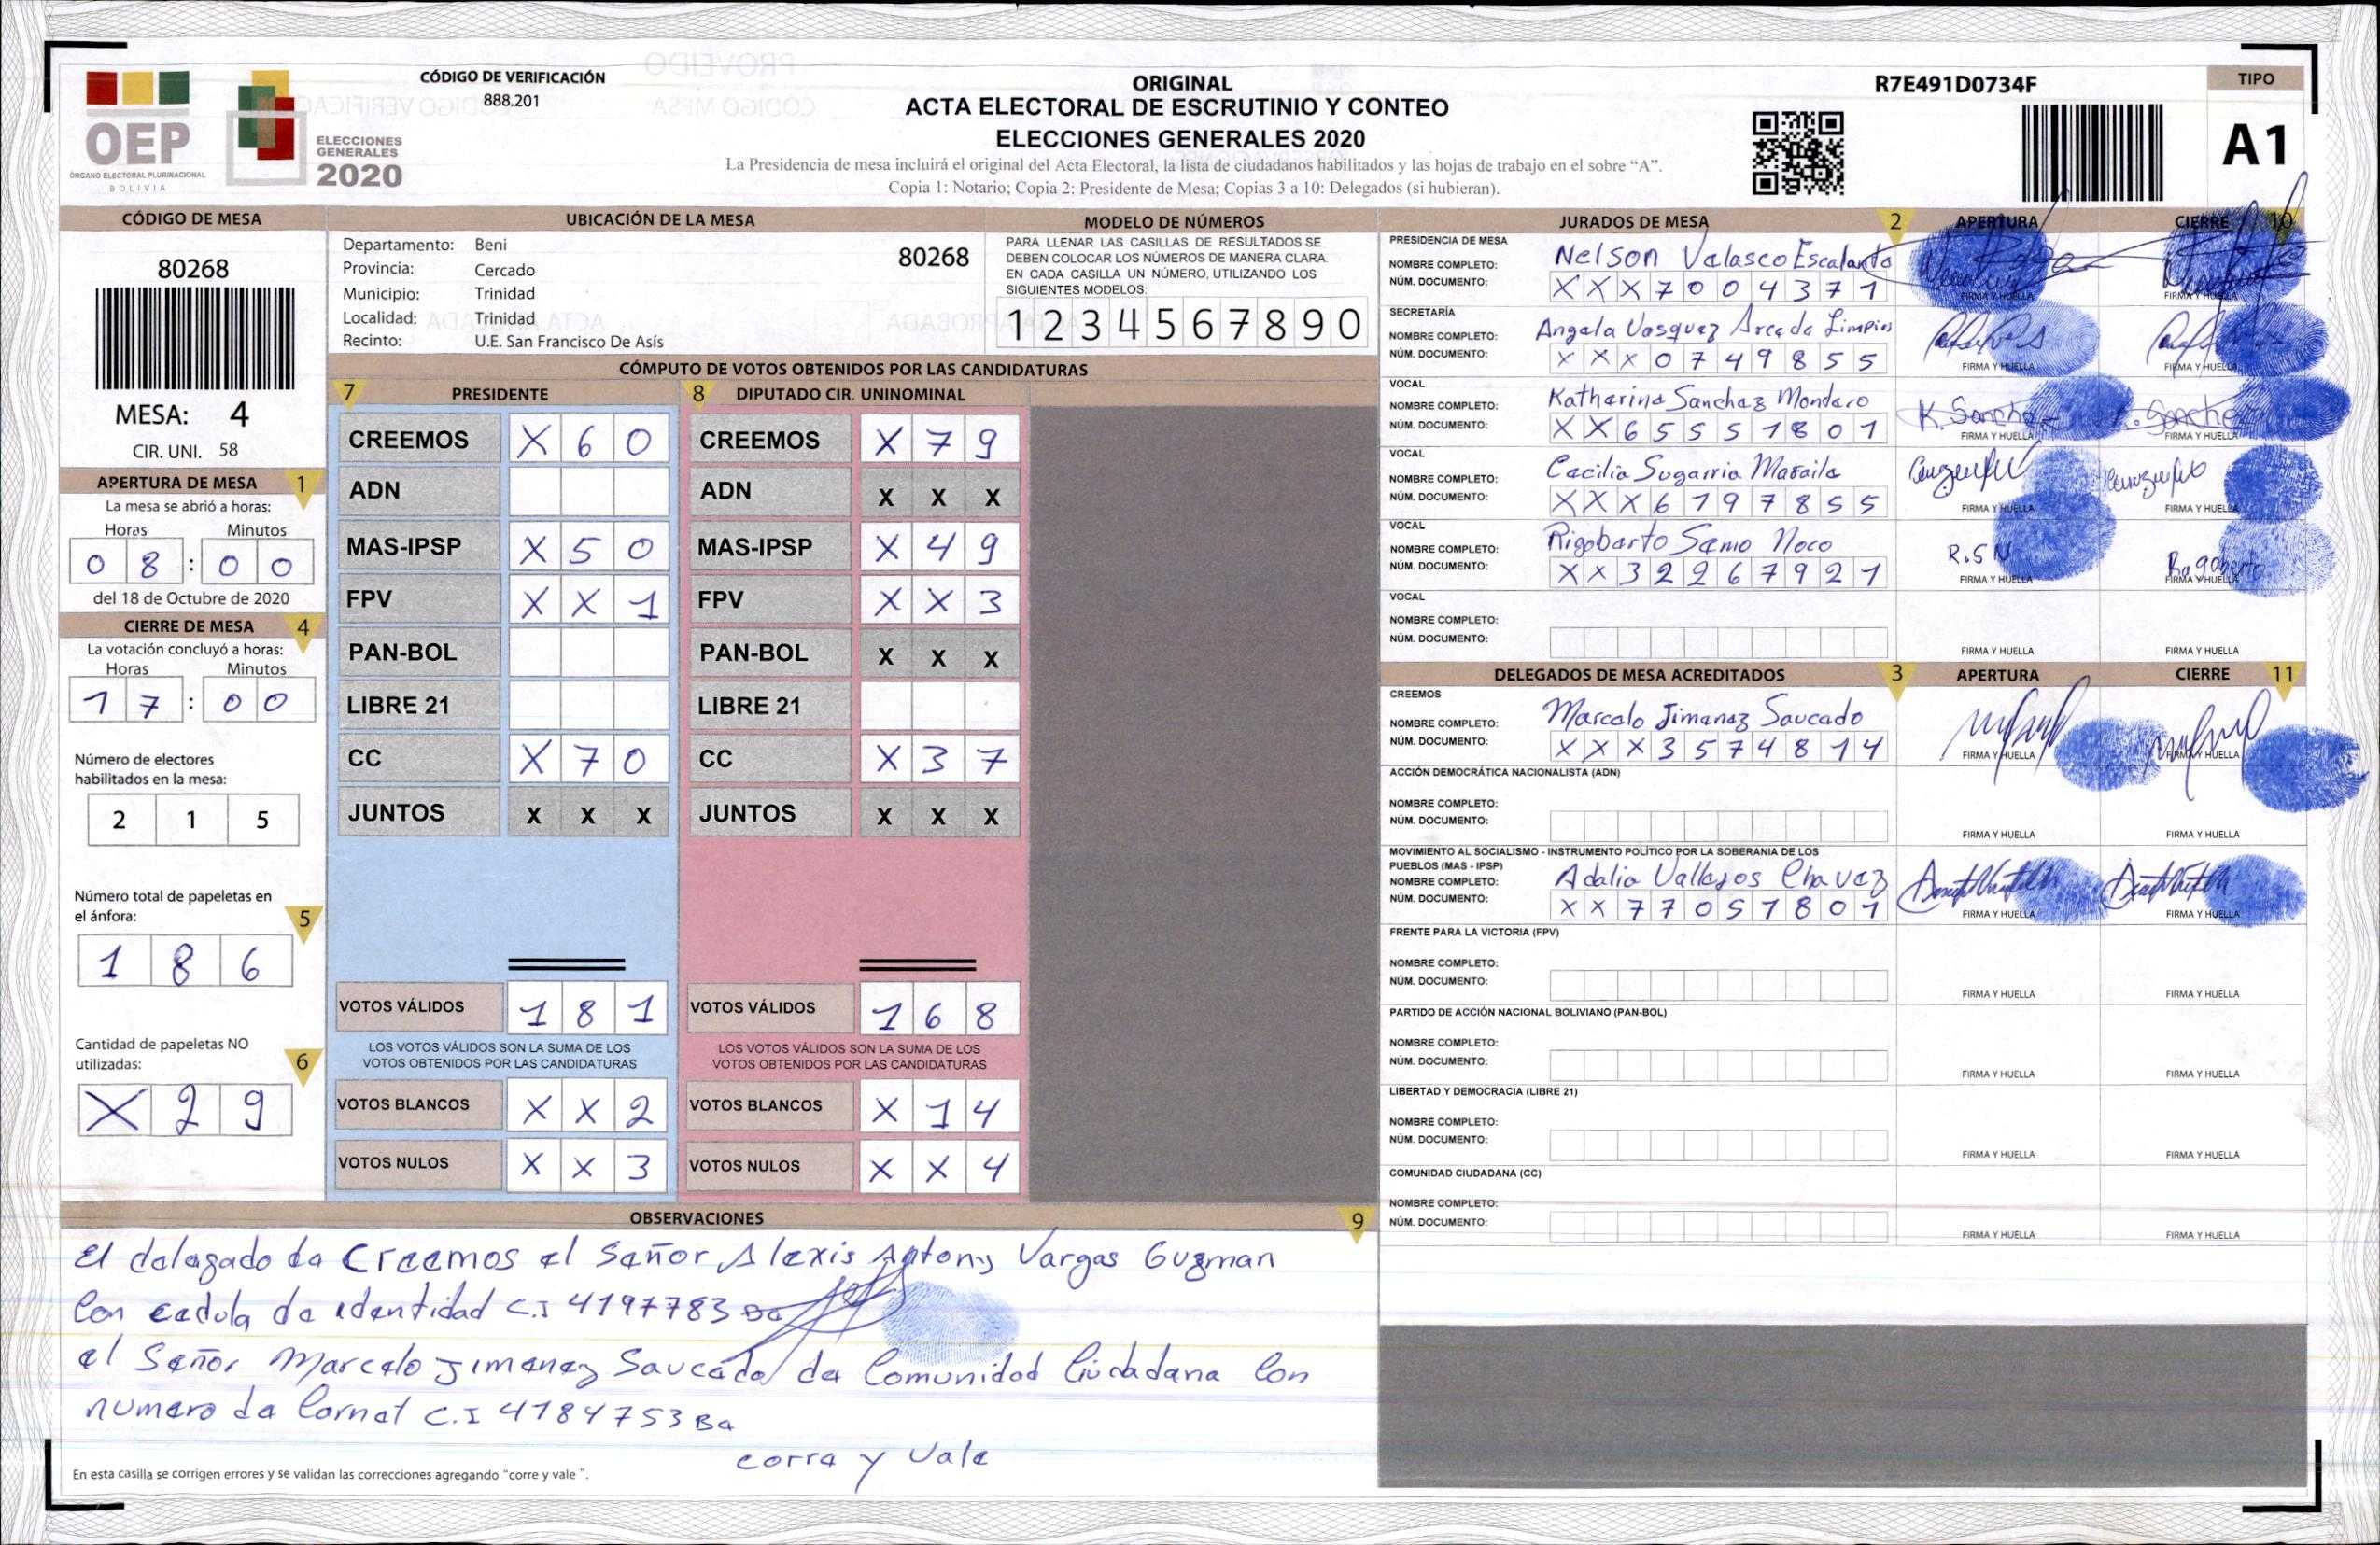 OEP
ÓRGANO ELECTORAL PLURINACIONAL
BOLIVIA
ELECCIONES
GENERALES
2020
CÓDIGO DE VERIFICACIÓN
888.201
ORIGINAL
ACTA ELECTORAL DE ESCRUTINIO Y CONTEO
ELECCIONES GENERALES 2020
La Presidencia de mesa incluirá el original del Acta Electoral, la lista de ciudadanos habilitados y las hojas de trabajo en el sobre “A”.
Copia 1: Notario; Copia 2: Presidente de Mesa; Copias 3 a 10: Delegados (si hubieran).
R7E491D0734F
TIPO
A1
CÓDIGO DE MESA
80268
MESA: 4
CIR. UNI. 58
APERTURA DE MESA 1
La mesa se abrió a horas:
Horas Minutos
0 8 : 0 0
del 18 de Octubre de 2020
CIERRE DE MESA 4
La votación concluyó a horas:
Horas Minutos
1 7 : 0 0
Número de electores
habilitados en la mesa:
2 1 5
Número total de papeletas en
el ánfora: 5
1 8 6
Cantidad de papeletas NO
utilizadas: 6
X 2 9
UBICACIÓN DE LA MESA
Departamento: Beni 80268
Provincia: Cercado
Municipio: Trinidad
Localidad: Trinidad
Recinto: U.E. San Francisco De Asís
MODELO DE NÚMEROS
PARA LLENAR LAS CASILLAS DE RESULTADOS SE
DEBEN COLOCAR LOS NÚMEROS DE MANERA CLARA.
EN CADA CASILLA UN NÚMERO, UTILIZANDO LOS
SIGUIENTES MODELOS:
1 2 3 4 5 6 7 8 9 0
CÓMPUTO DE VOTOS OBTENIDOS POR LAS CANDIDATURAS
7 PRESIDENTE
CREEMOS X 6 0
ADN
MAS-IPSP X 5 0
FPV X X 1
PAN-BOL
LIBRE 21
CC X 7 0
JUNTOS X X X
VOTOS VÁLIDOS 1 8 1
LOS VOTOS VÁLIDOS SON LA SUMA DE LOS
VOTOS OBTENIDOS POR LAS CANDIDATURAS
VOTOS BLANCOS X X 2
VOTOS NULOS X X 3
8 DIPUTADO CIR. UNINOMINAL
CREEMOS X 7 9
ADN X X X
MAS-IPSP X 4 9
FPV X X 3
PAN-BOL X X X
LIBRE 21
CC X 3 7
JUNTOS X X X
VOTOS VÁLIDOS 1 6 8
LOS VOTOS VÁLIDOS SON LA SUMA DE LOS
VOTOS OBTENIDOS POR LAS CANDIDATURAS
VOTOS BLANCOS X 1 4
VOTOS NULOS X X 4
JURADOS DE MESA 2 APERTURA CIERRE 10
PRESIDENCIA DE MESA
NOMBRE COMPLETO: Nelson Velasco Escalante
NÚM. DOCUMENTO: X X X 7 0 0 4 3 7 1
FIRMA Y HUELLA FIRMA Y HUELLA
SECRETARÍA
NOMBRE COMPLETO: Angela Vasquez Limpias
NÚM. DOCUMENTO: X X X 0 7 4 9 8 5 5
FIRMA Y HUELLA FIRMA Y HUELLA
VOCAL
NOMBRE COMPLETO: Katherine Sanchez
NÚM. DOCUMENTO: X X 6 5 5 5 1 8 0 1
K. Sanchez K. Sanchez
FIRMA Y HUELLA FIRMA Y HUELLA
VOCAL
NOMBRE COMPLETO: Cecilia
NÚM. DOCUMENTO: X X X 6 1 9 7 8 5 5
FIRMA Y HUELLA FIRMA Y HUELLA
VOCAL
NOMBRE COMPLETO: Rigoberto Semo Noco
NÚM. DOCUMENTO: X X 3 2 2 6 7 9 2 1
R.S N Rigoberto
FIRMA Y HUELLA FIRMA Y HUELLA
VOCAL
NOMBRE COMPLETO:
NÚM. DOCUMENTO:
FIRMA Y HUELLA FIRMA Y HUELLA
DELEGADOS DE MESA ACREDITADOS 3 APERTURA CIERRE 11
CREEMOS
NOMBRE COMPLETO: Marcelo Jimenez Saucedo
NÚM. DOCUMENTO: X X X 3 5 7 4 8 1 4
FIRMA Y HUELLA FIRMA Y HUELLA
ACCIÓN DEMOCRÁTICA NACIONALISTA (ADN)
NOMBRE COMPLETO:
NÚM. DOCUMENTO:
FIRMA Y HUELLA FIRMA Y HUELLA
MOVIMIENTO AL SOCIALISMO - INSTRUMENTO POLÍTICO POR LA SOBERANIA DE LOS
PUEBLOS (MAS - IPSP)
NOMBRE COMPLETO: Adalia Vallejos Chavez
NÚM. DOCUMENTO: X X 7 7 0 5 1 8 0 1
FIRMA Y HUELLA FIRMA Y HUELLA
FRENTE PARA LA VICTORIA (FPV)
NOMBRE COMPLETO:
NÚM. DOCUMENTO:
FIRMA Y HUELLA FIRMA Y HUELLA
PARTIDO DE ACCIÓN NACIONAL BOLIVIANO (PAN-BOL)
NOMBRE COMPLETO:
NÚM. DOCUMENTO:
FIRMA Y HUELLA FIRMA Y HUELLA
LIBERTAD Y DEMOCRACIA (LIBRE 21)
NOMBRE COMPLETO:
NÚM. DOCUMENTO:
FIRMA Y HUELLA FIRMA Y HUELLA
COMUNIDAD CIUDADANA (CC)
NOMBRE COMPLETO:
NÚM. DOCUMENTO:
FIRMA Y HUELLA FIRMA Y HUELLA
OBSERVACIONES 9
El delegado de Creemos el Señor Alexis Antony Vargas Guzman
Con cedula de identidad C.I 4197783 Be
el Señor Marcelo Jimenez Saucedo de Comunidad Ciudadana Con
numero de Carnet C.I 4184753 Be
corre y Vale
En esta casilla se corrigen errores y se validan las correcciones agregando “corre y vale ”.